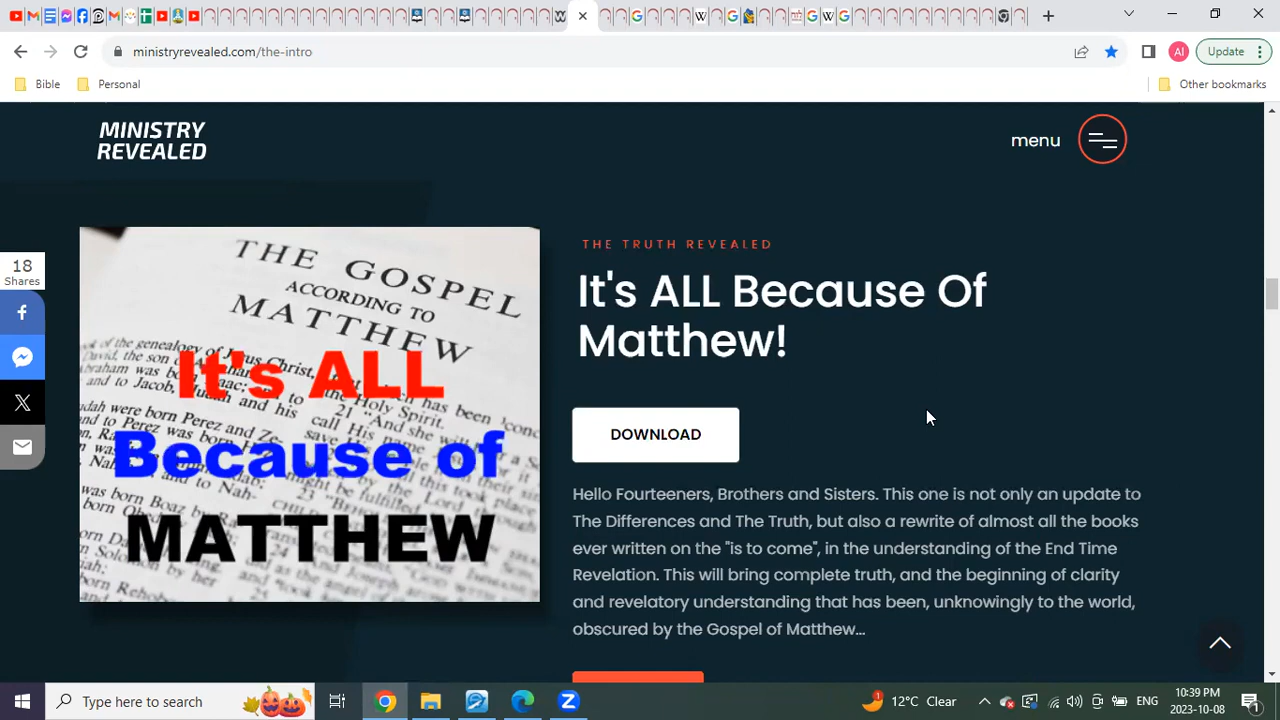 ministryrevealed.com/the-intro
Update
Bible
Personal
Other bookmarks
MINISTRY
REVEALED
menu
18
Shares
THE GOSPEL
ACCORDING TO
MATTHEW
It's ALL
Because of
MATTHEW
THE TRUTH REVEALED
It's ALL Because Of
Matthew!
DOWNLOAD
Hello Fourteeners, Brothers and Sisters. This one is not only an update to
The Differences and The Truth, but also a rewrite of almost all the books
ever written on the "is to come", in the understanding of the End Time
Revelation. This will bring complete truth, and the beginning of clarity
and revelatory understanding that has been, unknowingly to the world,
obscured by the Gospel of Matthew...
Type here to search
12°C Clear
ENG
10:39 PM
2023-10-08